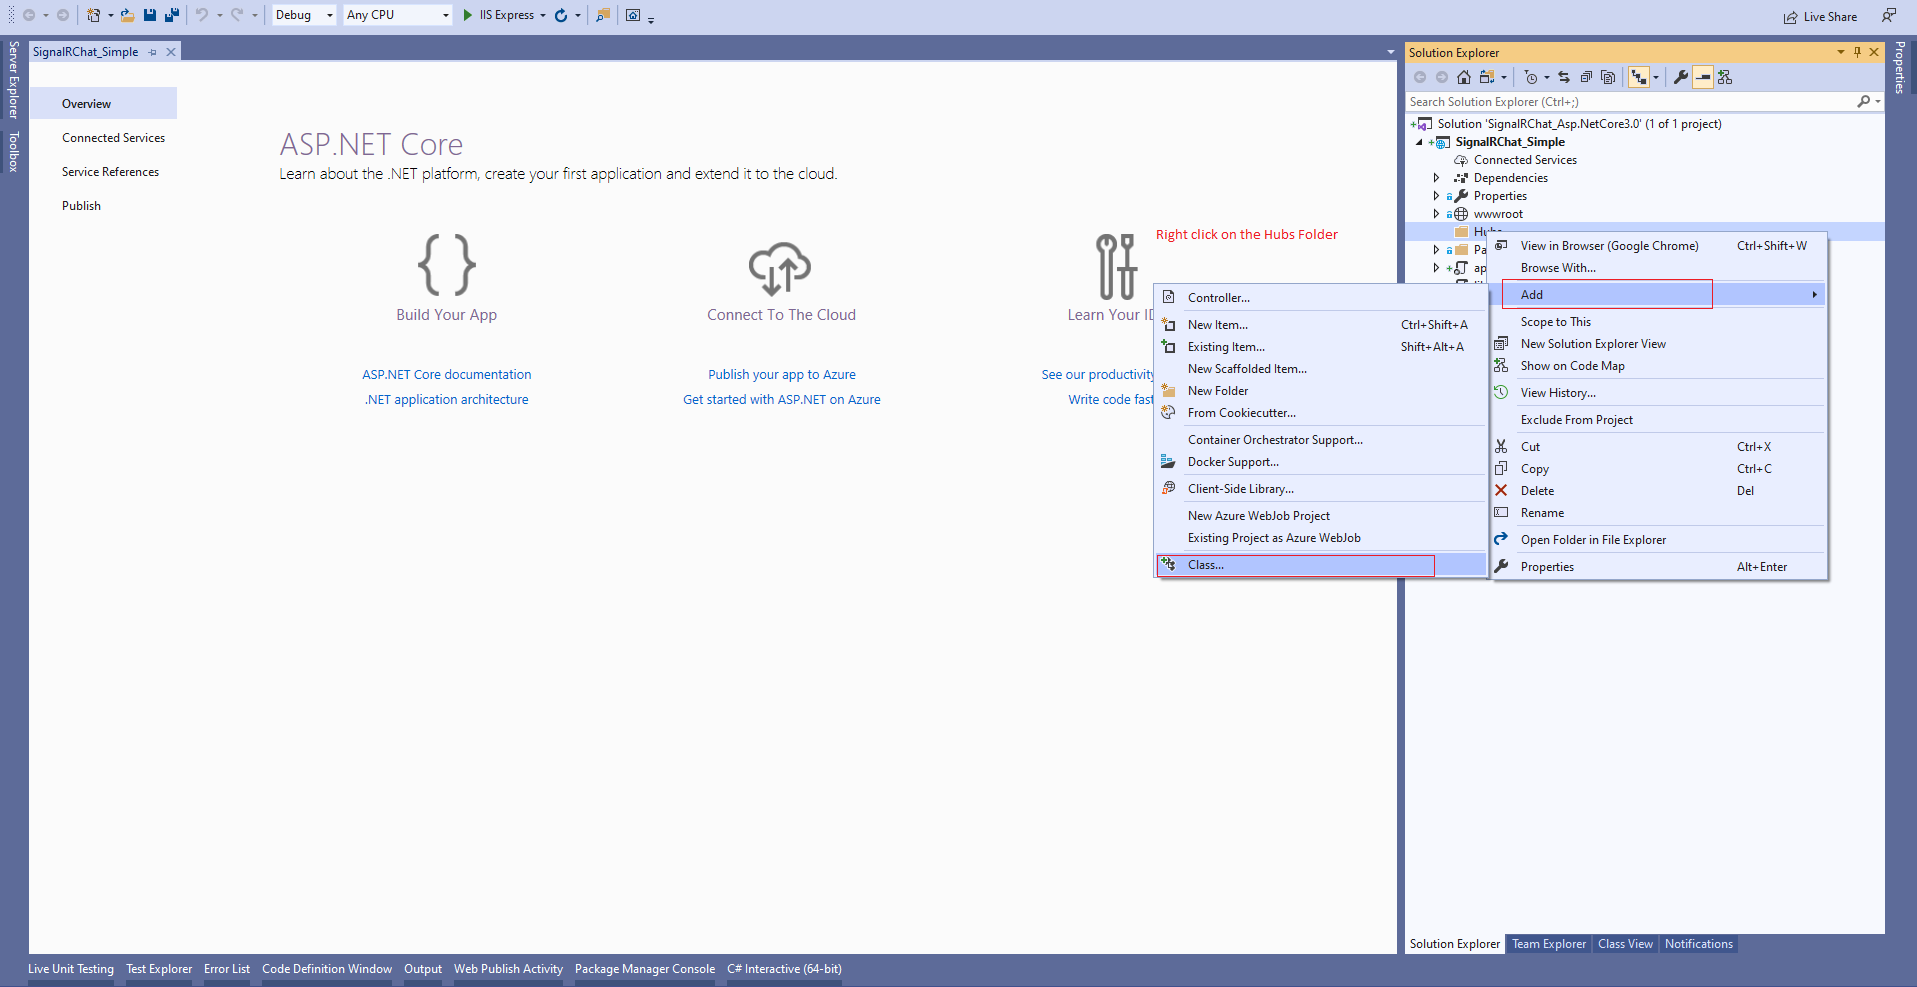 Debug
Any CPU
IIS Express
Live Share
Server Explorer
Toolbox
SignalRChat_Simple
Overview
Connected Services
Service References
Publish
ASP.NET Core
Learn about the .NET platform, create your first application and extend it to the cloud.
Build Your App
ASP.NET Core documentation
.NET application architecture
Connect To The Cloud
Publish your app to Azure
Get started with ASP.NET on Azure
Right click on the Hubs Folder
Learn Your ID
See our productivity
Write code fast
Controller...
New Item... Ctrl+Shift+A
Existing Item... Shift+Alt+A
New Scaffolded Item...
New Folder
From Cookiecutter...
Container Orchestrator Support...
Docker Support...
Client-Side Library...
New Azure WebJob Project
Existing Project as Azure WebJob
Class...
Solution Explorer
Search Solution Explorer (Ctrl+;)
Solution 'SignalRChat_Asp.NetCore3.0' (1 of 1 project)
SignalRChat_Simple
Connected Services
Dependencies
Properties
wwwroot
Hubs
Pa
ap
View in Browser (Google Chrome) Ctrl+Shift+W
Browse With...
Add
Scope to This
New Solution Explorer View
Show on Code Map
View History...
Exclude From Project
Cut Ctrl+X
Copy Ctrl+C
Delete Del
Rename
Open Folder in File Explorer
Properties Alt+Enter
Properties
Solution Explorer Team Explorer Class View Notifications
Live Unit Testing Test Explorer Error List Code Definition Window Output Web Publish Activity Package Manager Console C# Interactive (64-bit)